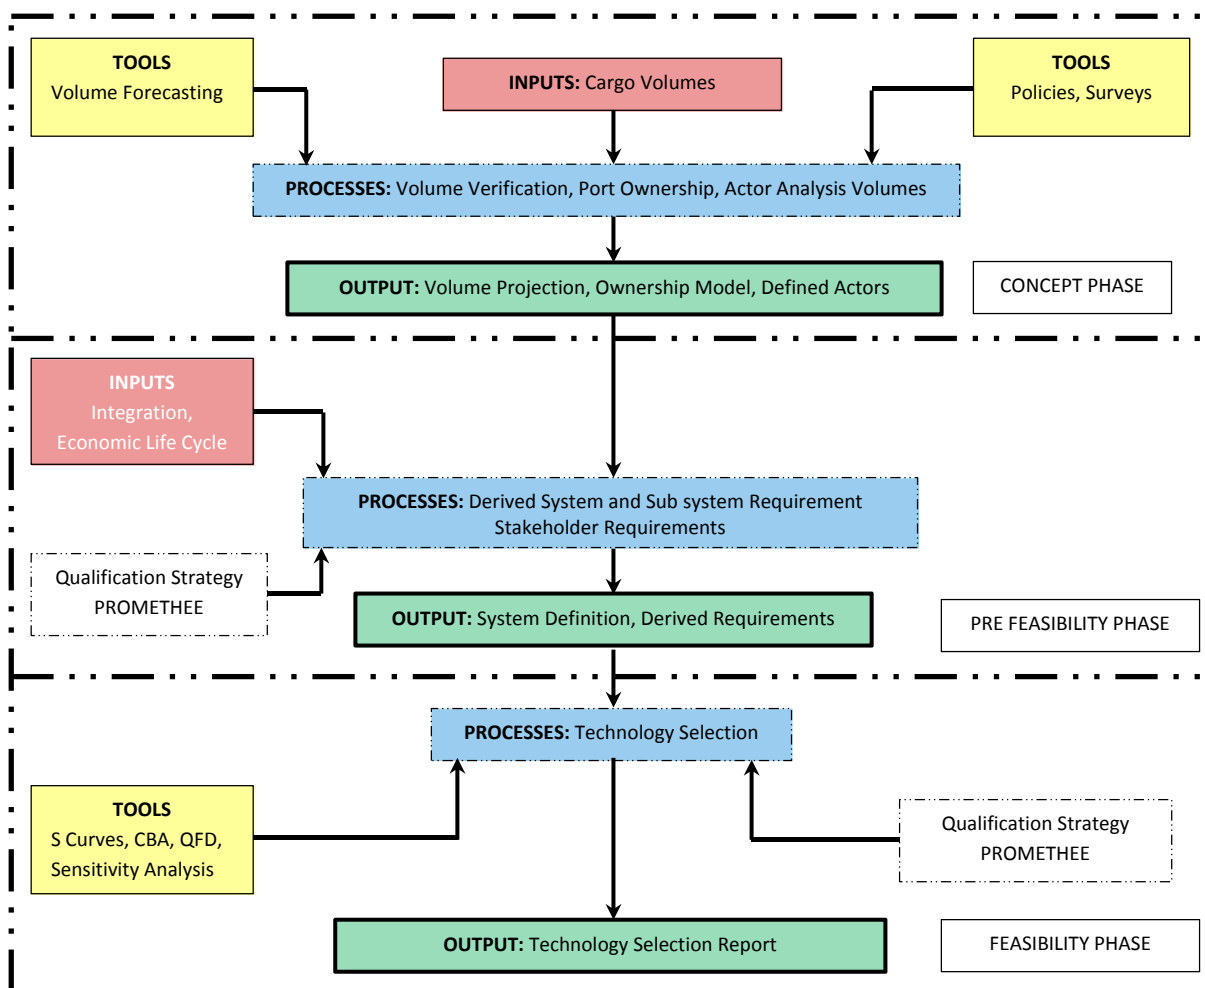 TOOLS
Volume Forecasting
INPUTS: Cargo Volumes
TOOLS
Policies, Surveys
PROCESSES: Volume Verification, Port Ownership, Actor Analysis Volumes
OUTPUT: Volume Projection, Ownership Model, Defined Actors
CONCEPT PHASE
INPUTS
Integration,
Economic Life Cycle
PROCESSES: Derived System and Sub system Requirement
Stakeholder Requirements
Qualification Strategy
PROMETHEE
OUTPUT: System Definition, Derived Requirements
PRE FEASIBILITY PHASE
PROCESSES: Technology Selection
TOOLS
S Curves, CBA, QFD,
Sensitivity Analysis
Qualification Strategy
PROMETHEE
OUTPUT: Technology Selection Report
FEASIBILITY PHASE